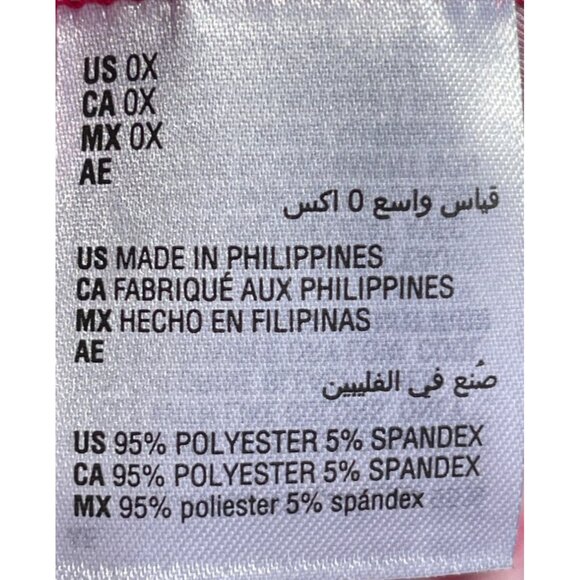 US 0X
CA 0X
MX 0X
AE
قياس واسع 0 اكس
US MADE IN PHILIPPINES
CA FABRIQUÉ AUX PHILIPPINES
MX HECHO EN FILIPINAS
AE
صُنع في الفليبين
US 95% POLYESTER 5% SPANDEX
CA 95% POLYESTER 5% SPANDEX
MX 95% poliester 5% spándex